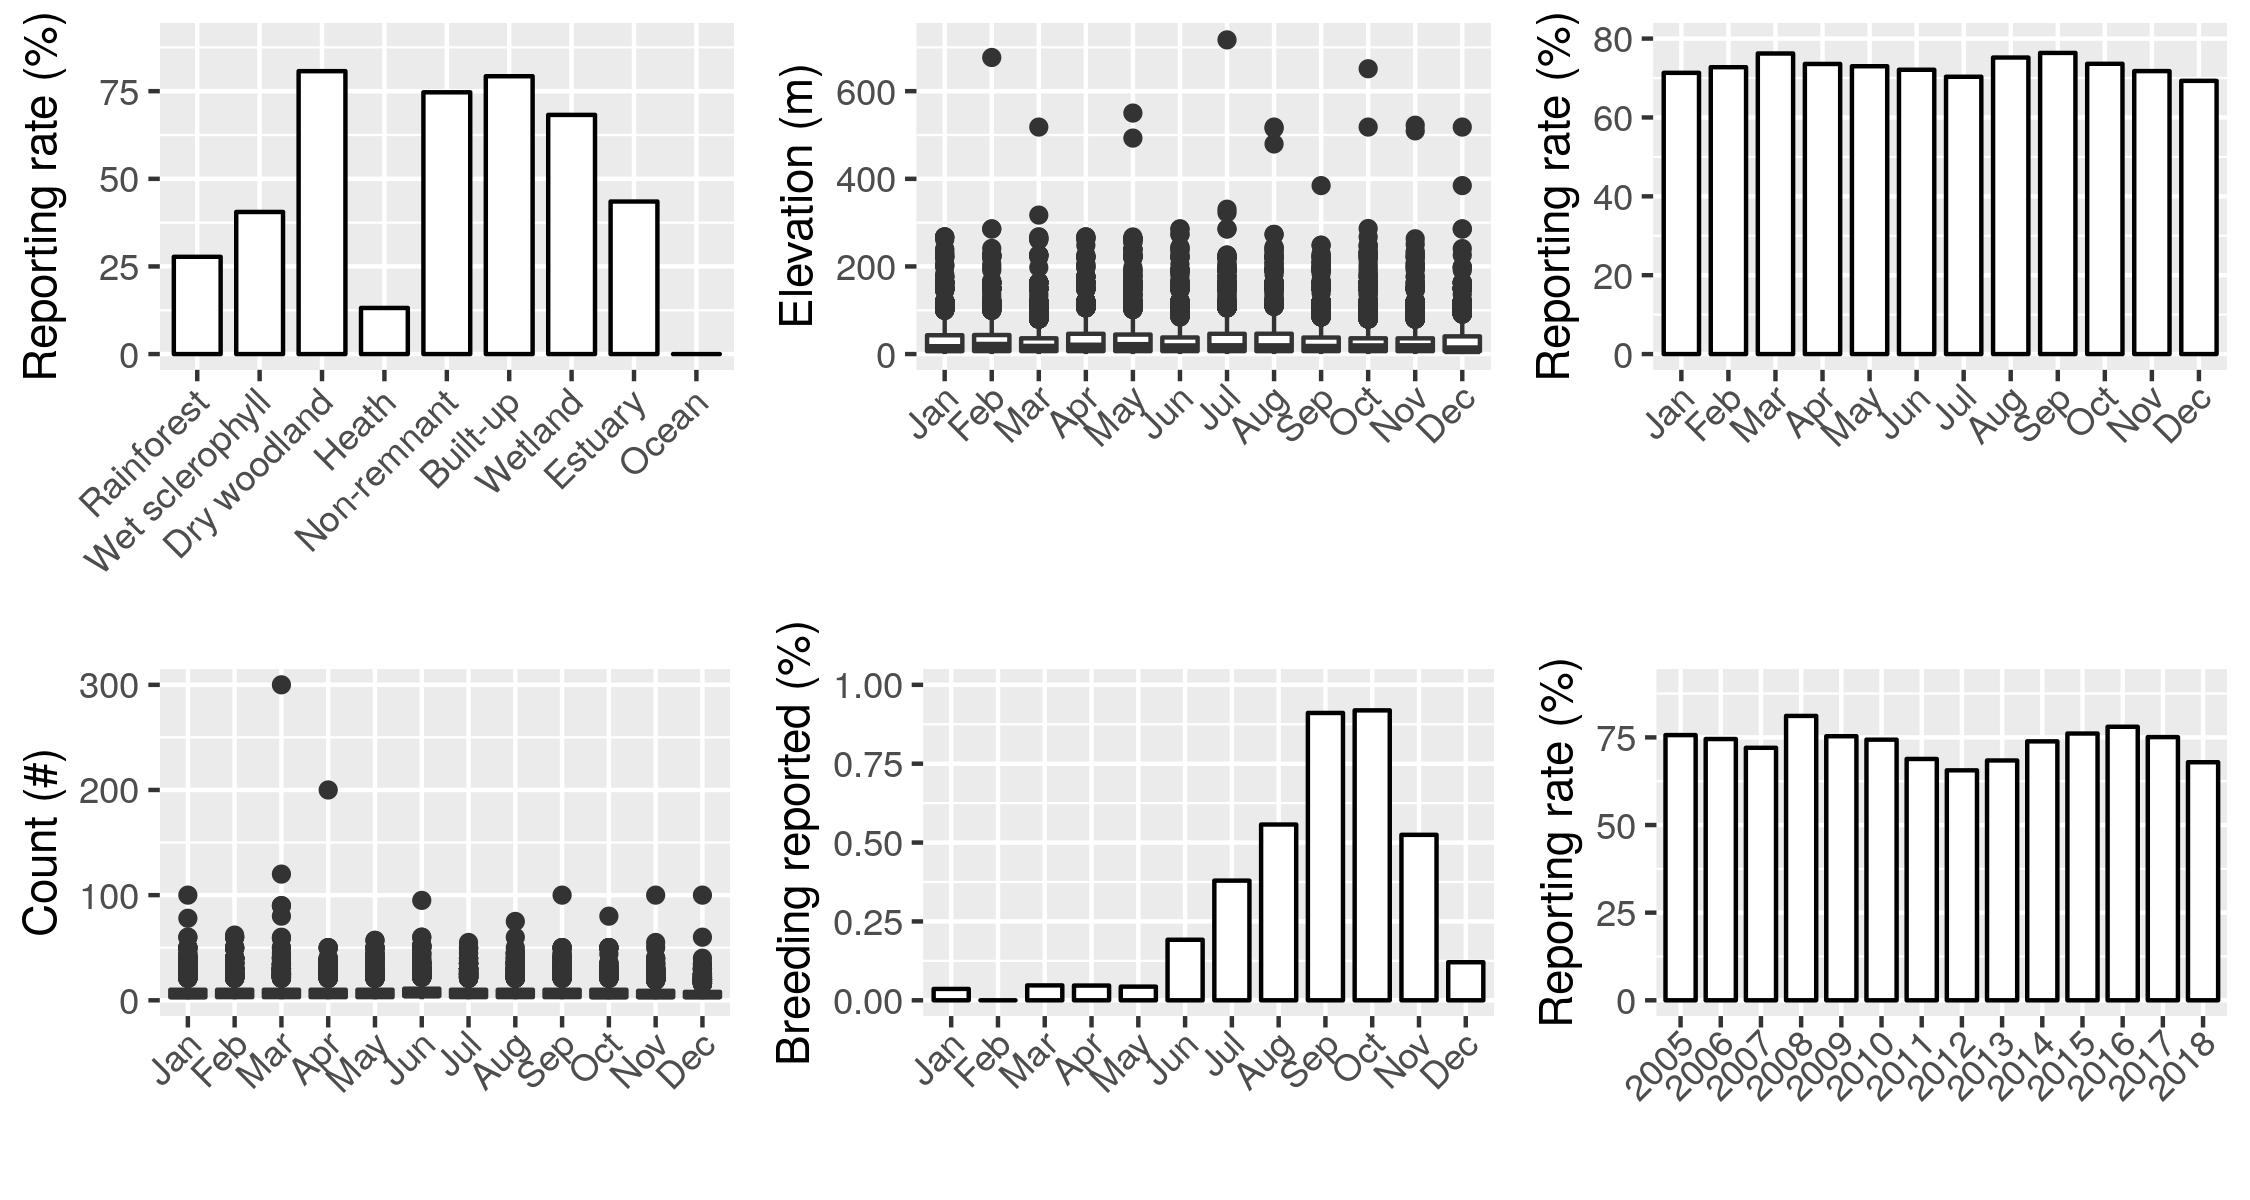 Reporting rate (%)
75
50
25
0
Rainforest
Wet sclerophyll
Dry woodland
Heath
Non-remnant
Built-up
Wetland
Estuary
Ocean
Elevation (m)
600
400
200
0
Jan
Feb
Mar
Apr
May
Jun
Jul
Aug
Sep
Oct
Nov
Dec
Reporting rate (%)
80
60
40
20
0
Jan
Feb
Mar
Apr
May
Jun
Jul
Aug
Sep
Oct
Nov
Dec
Count (#)
300
200
100
0
Jan
Feb
Mar
Apr
May
Jun
Jul
Aug
Sep
Oct
Nov
Dec
Breeding reported (%)
1.00
0.75
0.50
0.25
0.00
Jan
Feb
Mar
Apr
May
Jun
Jul
Aug
Sep
Oct
Nov
Dec
Reporting rate (%)
75
50
25
0
2005
2006
2007
2008
2009
2010
2011
2012
2013
2014
2015
2016
2017
2018